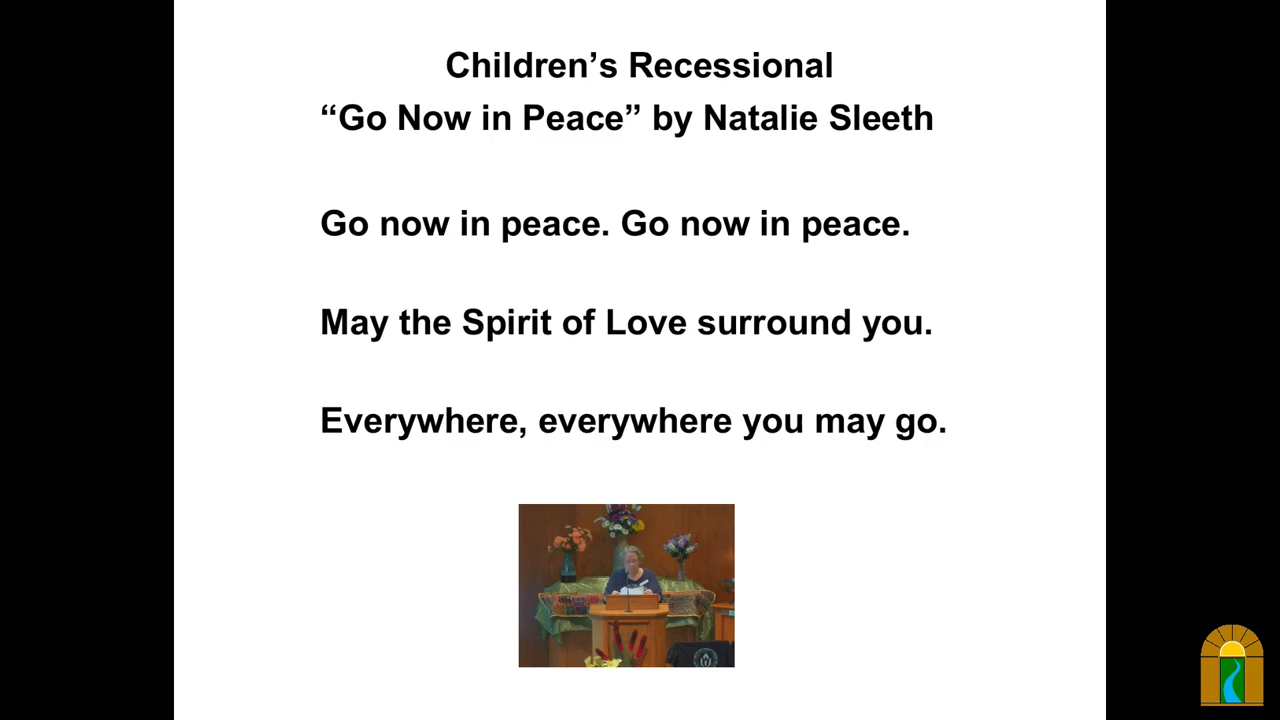 Children’s Recessional
“Go Now in Peace” by Natalie Sleeth
Go now in peace. Go now in peace.
May the Spirit of Love surround you.
Everywhere, everywhere you may go.